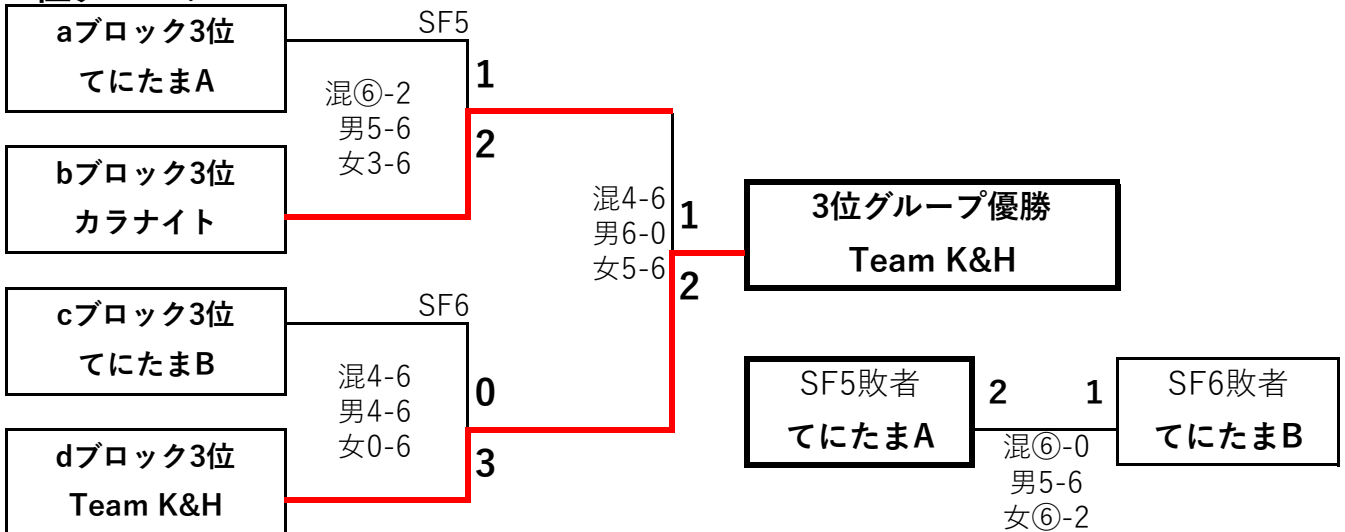 aブロック3位
てにたまA
bブロック3位
カラナイト
cブロック3位
てにたまB
dブロック3位
Team K&H
SF5
混⑥-2
男5-6
女3-6
1
2
SF6
混4-6
男4-6
女0-6
0
3
混4-6
男6-0
女5-6
1
2
3位グループ優勝
Team K&H
SF5敗者
てにたまA
2 1
混⑥-0
男5-6
女⑥-2
SF6敗者
てにたまB